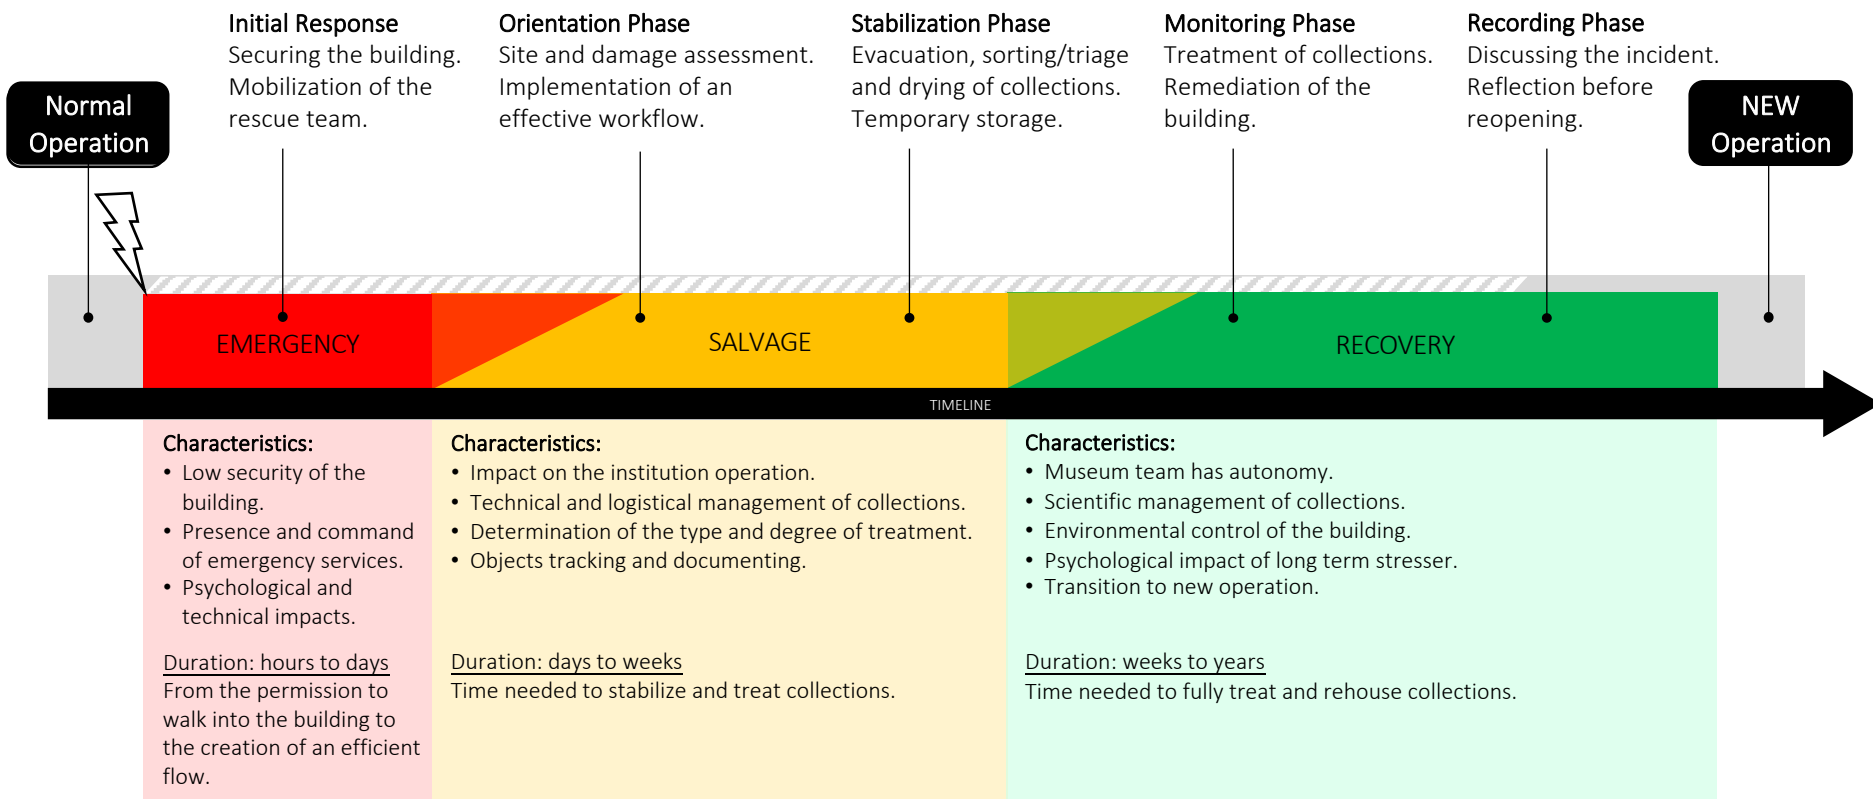 Initial Response
Securing the building.
Mobilization of the
rescue team.
Orientation Phase
Site and damage assessment.
Implementation of an
effective workflow.
Stabilization Phase
Evacuation, sorting/triage
and drying of collections.
Temporary storage.
Monitoring Phase
Treatment of collections.
Remediation of the
building.
Recording Phase
Discussing the incident.
Reflection before
reopening.
Normal
Operation
NEW
Operation
EMERGENCY
SALVAGE
RECOVERY
TIMELINE
Characteristics:
• Low security of the
building.
• Presence and command
of emergency services.
• Psychological and
technical impacts.
Duration: hours to days
From the permission to
walk into the building to
the creation of an efficient
flow.
Characteristics:
• Impact on the institution operation.
• Technical and logistical management of collections.
• Determination of the type and degree of treatment.
• Objects tracking and documenting.
Duration: days to weeks
Time needed to stabilize and treat collections.
Characteristics:
• Museum team has autonomy.
• Scientific management of collections.
• Environmental control of the building.
• Psychological impact of long term stresser.
• Transition to new operation.
Duration: weeks to years
Time needed to fully treat and rehouse collections.